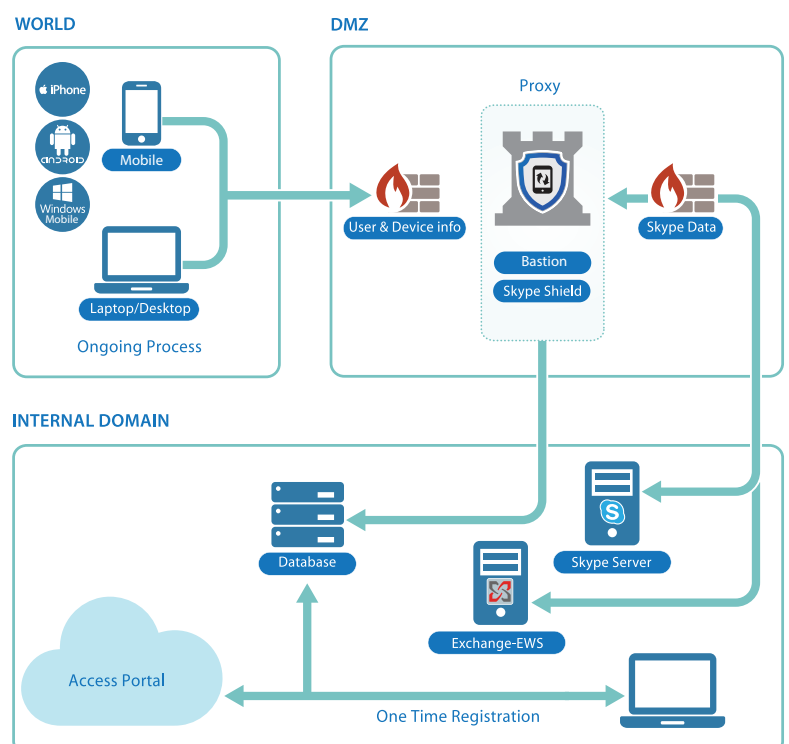 WORLD
DMZ
iPhone
ANDROID
Windows
Mobile
Mobile
Laptop/Desktop
Ongoing Process
User & Device info
Proxy
Bastion
Skype Shield
Skype Data
INTERNAL DOMAIN
Database
S
Skype Server
Exchange-EWS
Access Portal
One Time Registration